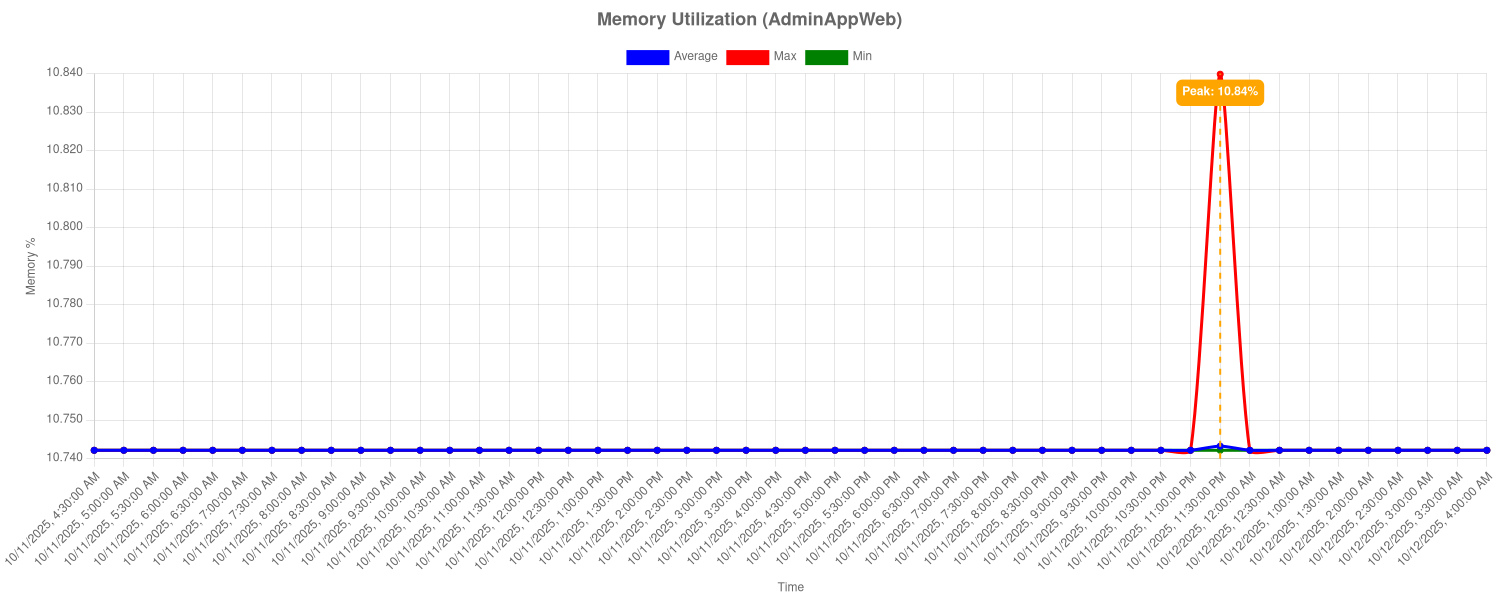 Memory Utilization (AdminAppWeb)
Average Max Min
10.840
Peak: 10.84%
10.830
10.820
10.810
10.800
10.790
10.780
10.770
10.760
10.750
10.740
Memory %
10/11/2025, 4:30:00 AM
10/11/2025, 5:00:00 AM
10/11/2025, 5:30:00 AM
10/11/2025, 6:00:00 AM
10/11/2025, 6:30:00 AM
10/11/2025, 7:00:00 AM
10/11/2025, 7:30:00 AM
10/11/2025, 8:00:00 AM
10/11/2025, 8:30:00 AM
10/11/2025, 9:00:00 AM
10/11/2025, 9:30:00 AM
10/11/2025, 10:00:00 AM
10/11/2025, 10:30:00 AM
10/11/2025, 11:00:00 AM
10/11/2025, 11:30:00 AM
10/11/2025, 12:00:00 PM
10/11/2025, 12:30:00 PM
10/11/2025, 1:00:00 PM
10/11/2025, 1:30:00 PM
10/11/2025, 2:00:00 PM
10/11/2025, 2:30:00 PM
10/11/2025, 3:00:00 PM
10/11/2025, 3:30:00 PM
10/11/2025, 4:00:00 PM
10/11/2025, 4:30:00 PM
10/11/2025, 5:00:00 PM
10/11/2025, 5:30:00 PM
10/11/2025, 6:00:00 PM
10/11/2025, 6:30:00 PM
10/11/2025, 7:00:00 PM
10/11/2025, 7:30:00 PM
10/11/2025, 8:00:00 PM
10/11/2025, 8:30:00 PM
10/11/2025, 9:00:00 PM
10/11/2025, 9:30:00 PM
10/11/2025, 10:00:00 PM
10/11/2025, 10:30:00 PM
10/11/2025, 11:00:00 PM
10/11/2025, 11:30:00 PM
10/12/2025, 12:00:00 AM
10/12/2025, 12:30:00 AM
10/12/2025, 1:00:00 AM
10/12/2025, 1:30:00 AM
10/12/2025, 2:00:00 AM
10/12/2025, 2:30:00 AM
10/12/2025, 3:00:00 AM
10/12/2025, 3:30:00 AM
10/12/2025, 4:00:00 AM
Time